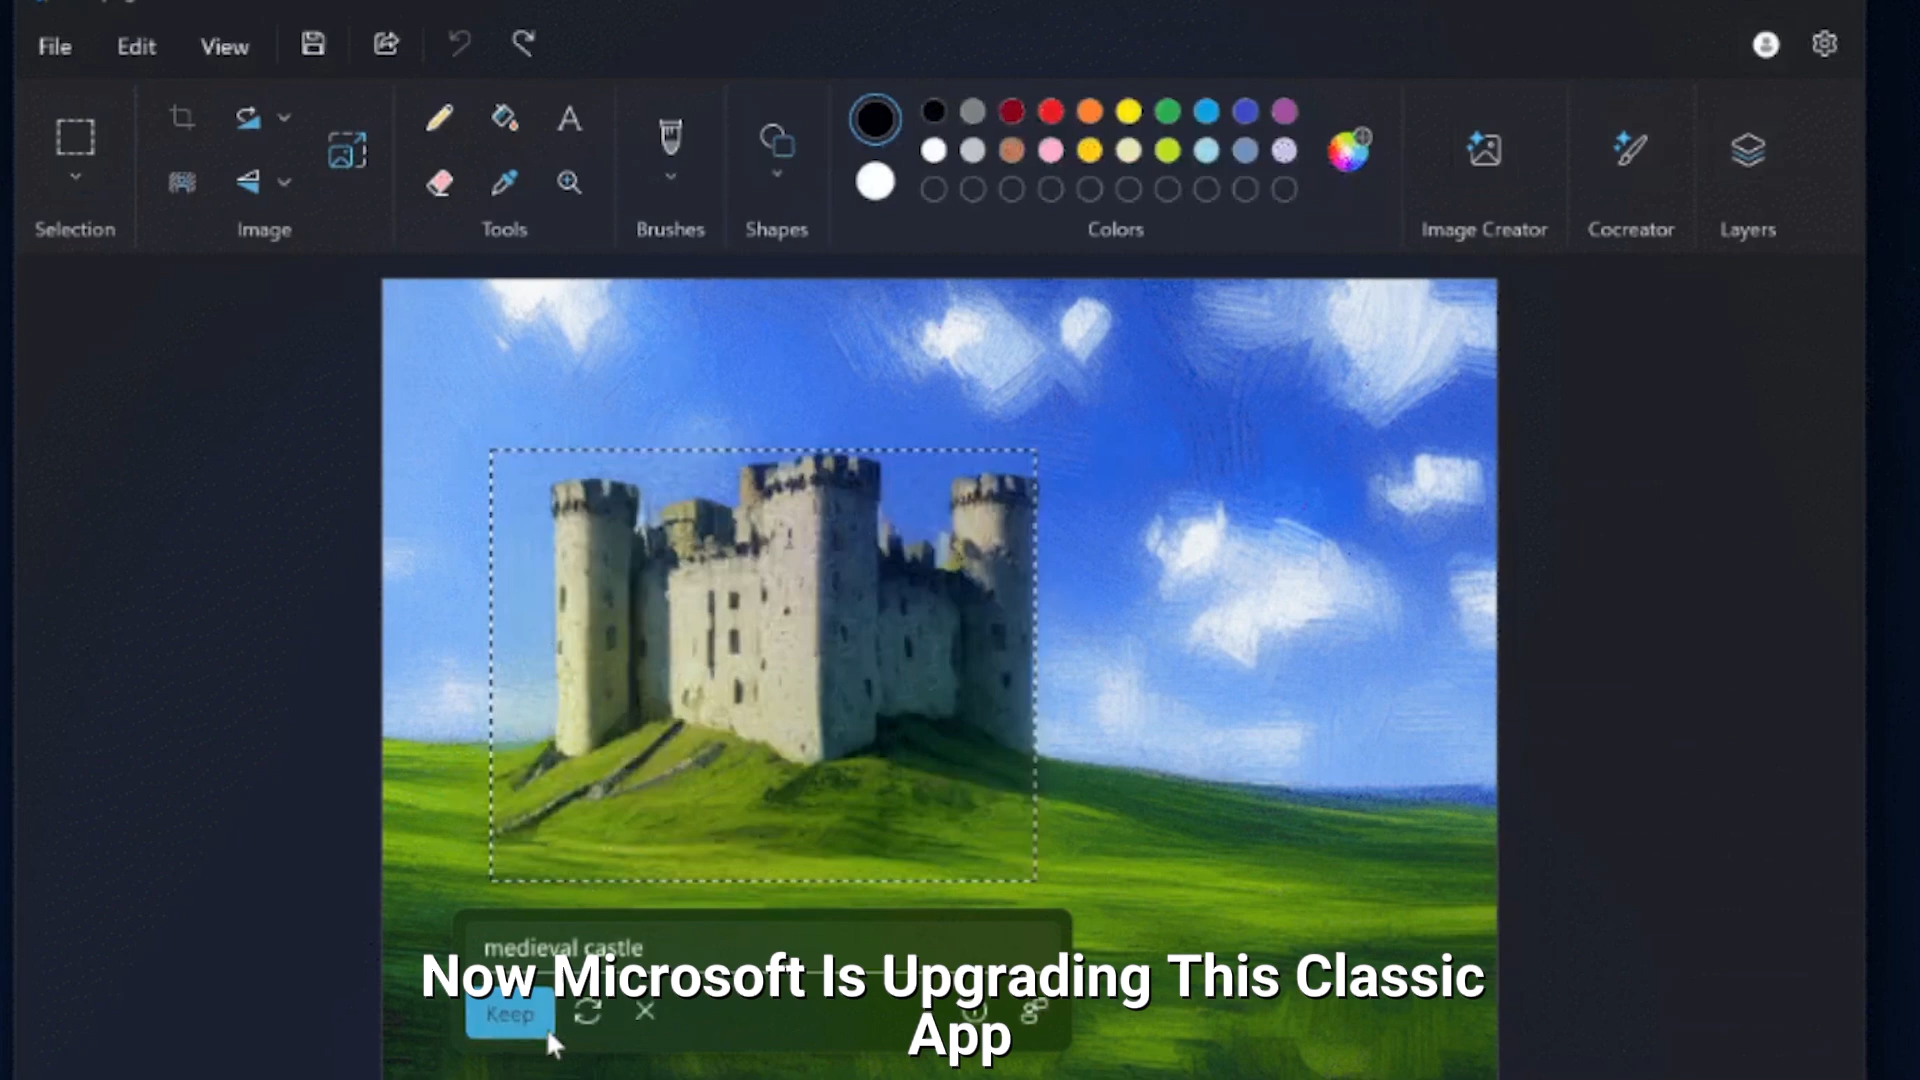 File Edit View
Selection Image Tools Brushes Shapes Colors Image Creator Cocreator Layers
medieval castle
Now Microsoft Is Upgrading This Classic
Keep
App